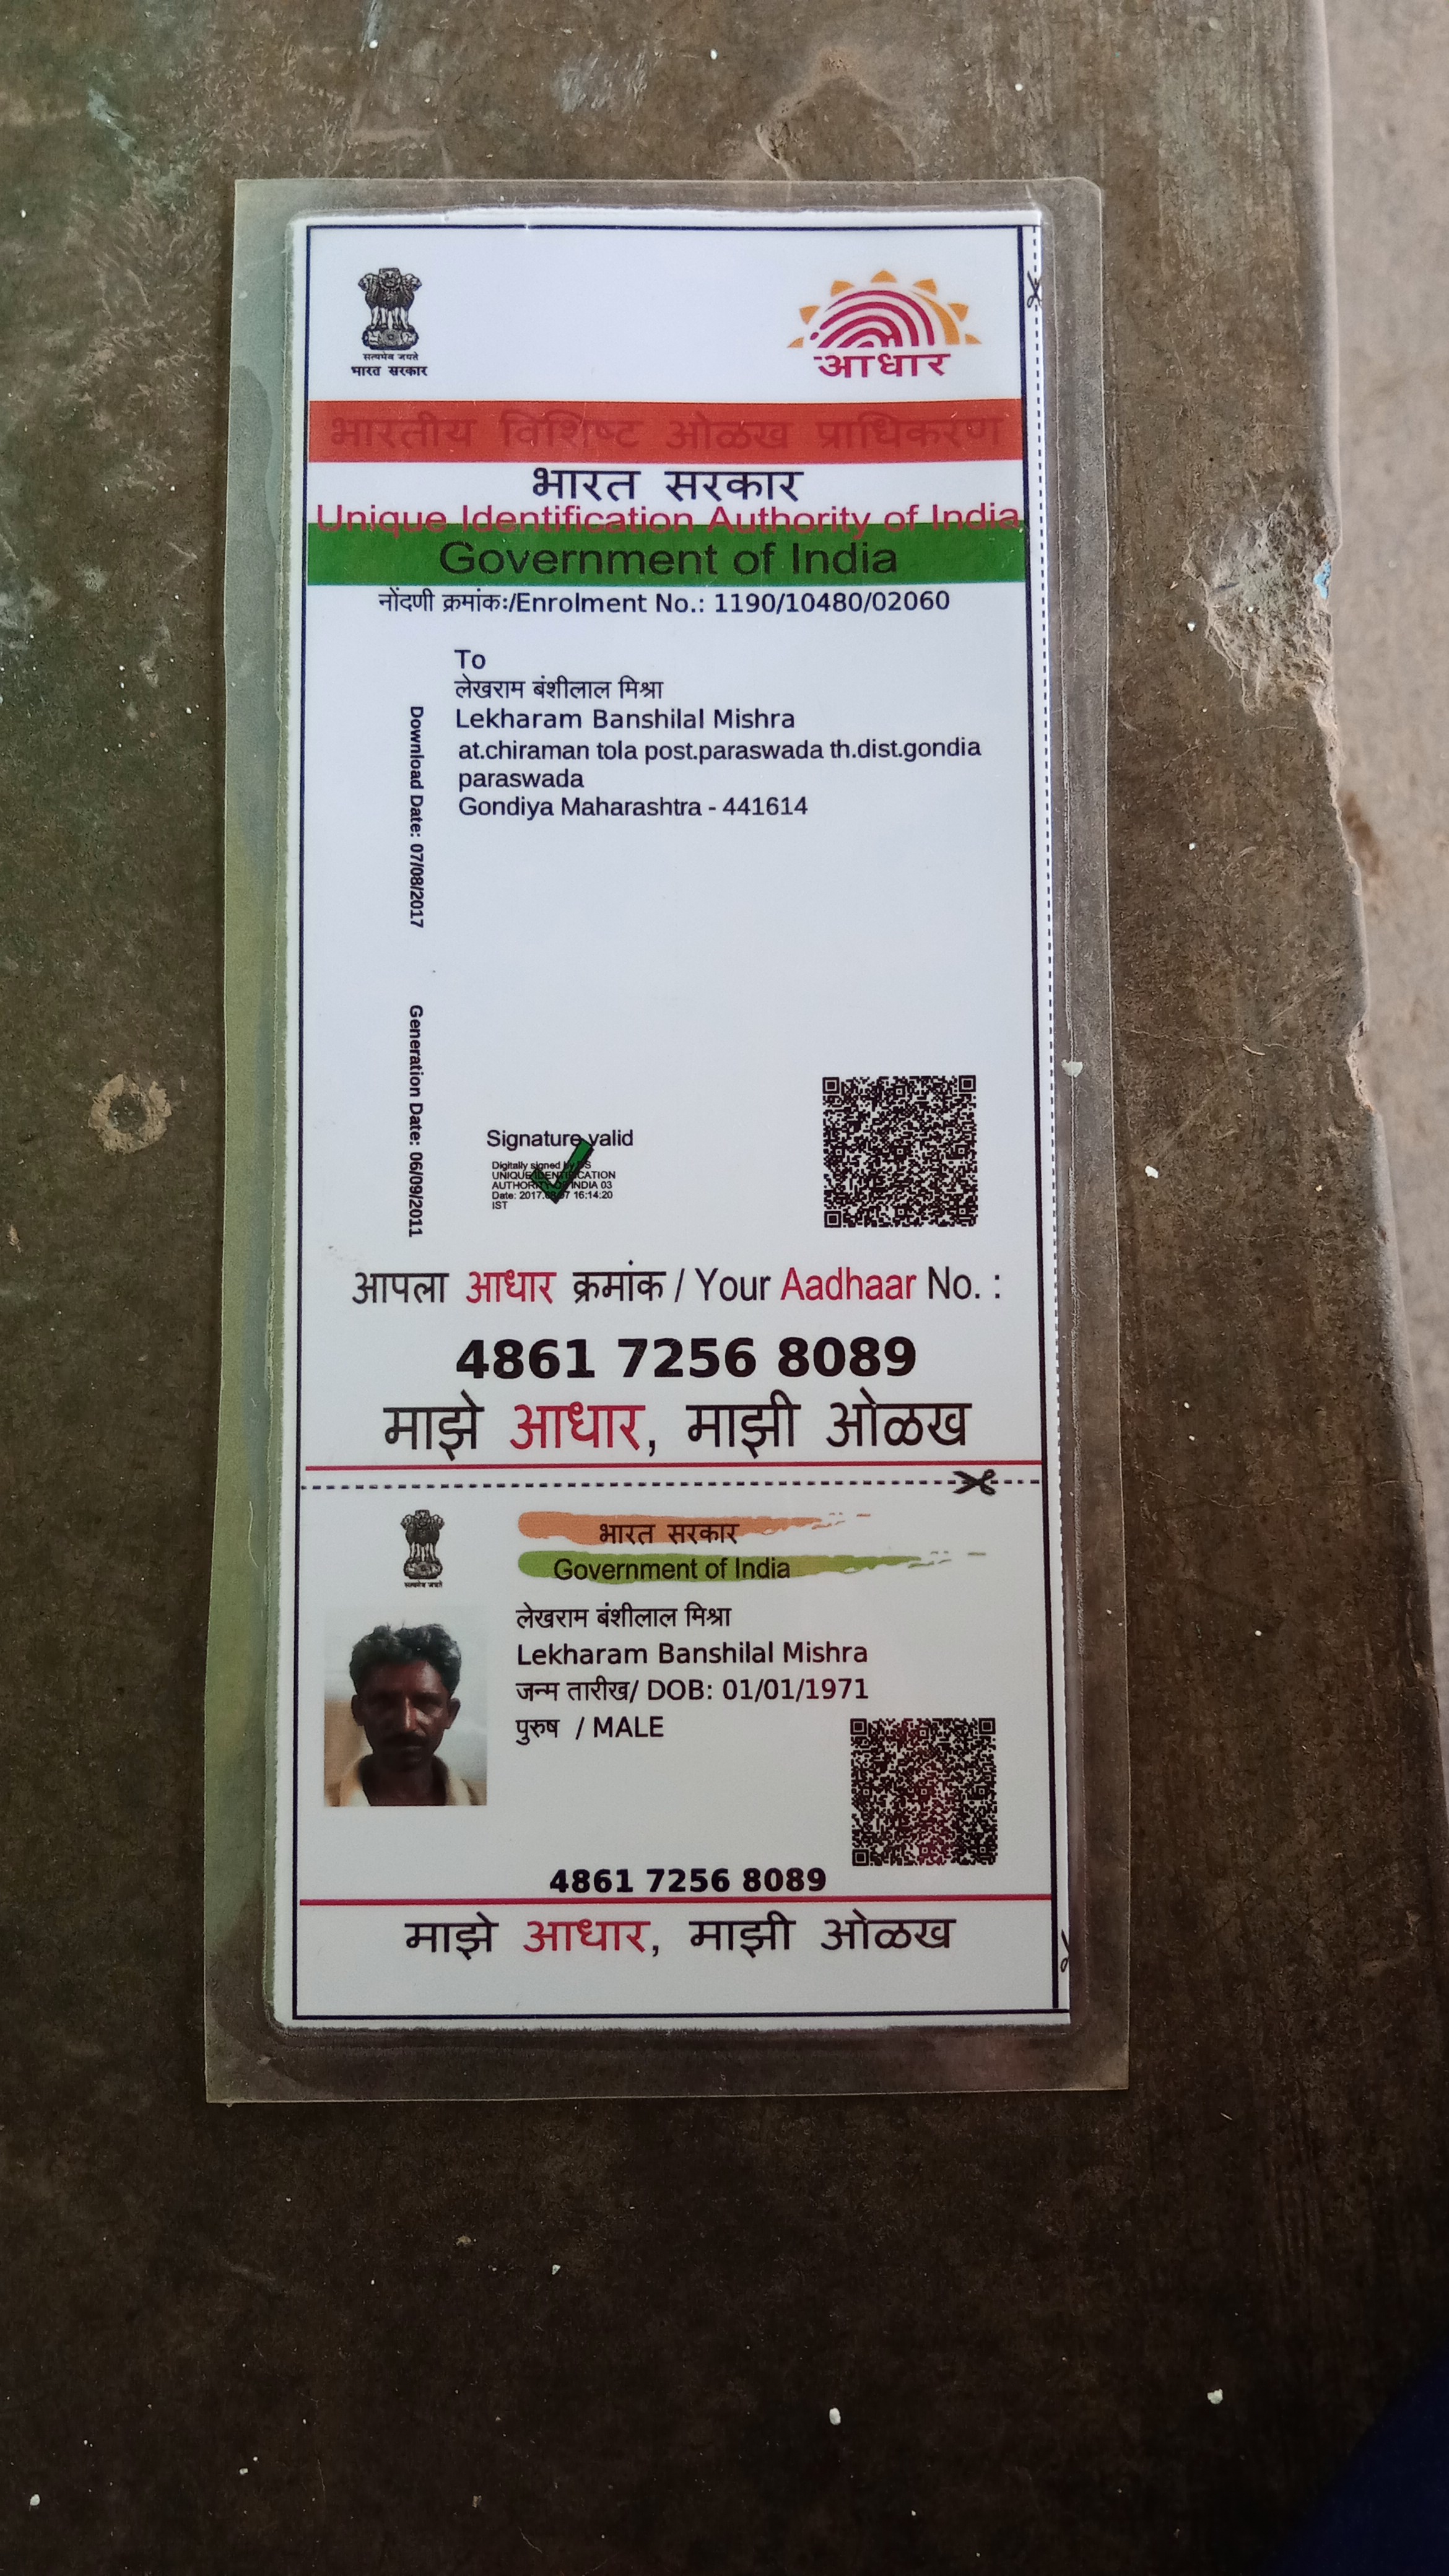 सत्यमेव जयते
भारत सरकार
आधार
भारतीय विशिष्ट ओळख प्राधिकरण
भारत सरकार
Unique Identification Authority of India
Government of India
नोंदणी क्रमांक:/Enrolment No.: 1190/10480/02060
To
लेखराम बंशीलाल मिश्रा
Lekharam Banshilal Mishra
at.chiraman tola post.paraswada th.dist.gondia
paraswada
Gondiya Maharashtra - 441614
Download Date: 07/08/2017
Generation Date: 06/09/2011
Signature valid
Digitally signed by DS
UNIQUE IDENTIFICATION
AUTHORITY OF INDIA 03
Date: 2017.08.07 16:14:20
IST
आपला आधार क्रमांक / Your Aadhaar No. :
4861 7256 8089
माझे आधार, माझी ओळख
सत्यमेव जयते
भारत सरकार
Government of India
लेखराम बंशीलाल मिश्रा
Lekharam Banshilal Mishra
जन्म तारीख/ DOB: 01/01/1971
पुरुष / MALE
4861 7256 8089
माझे आधार, माझी ओळख